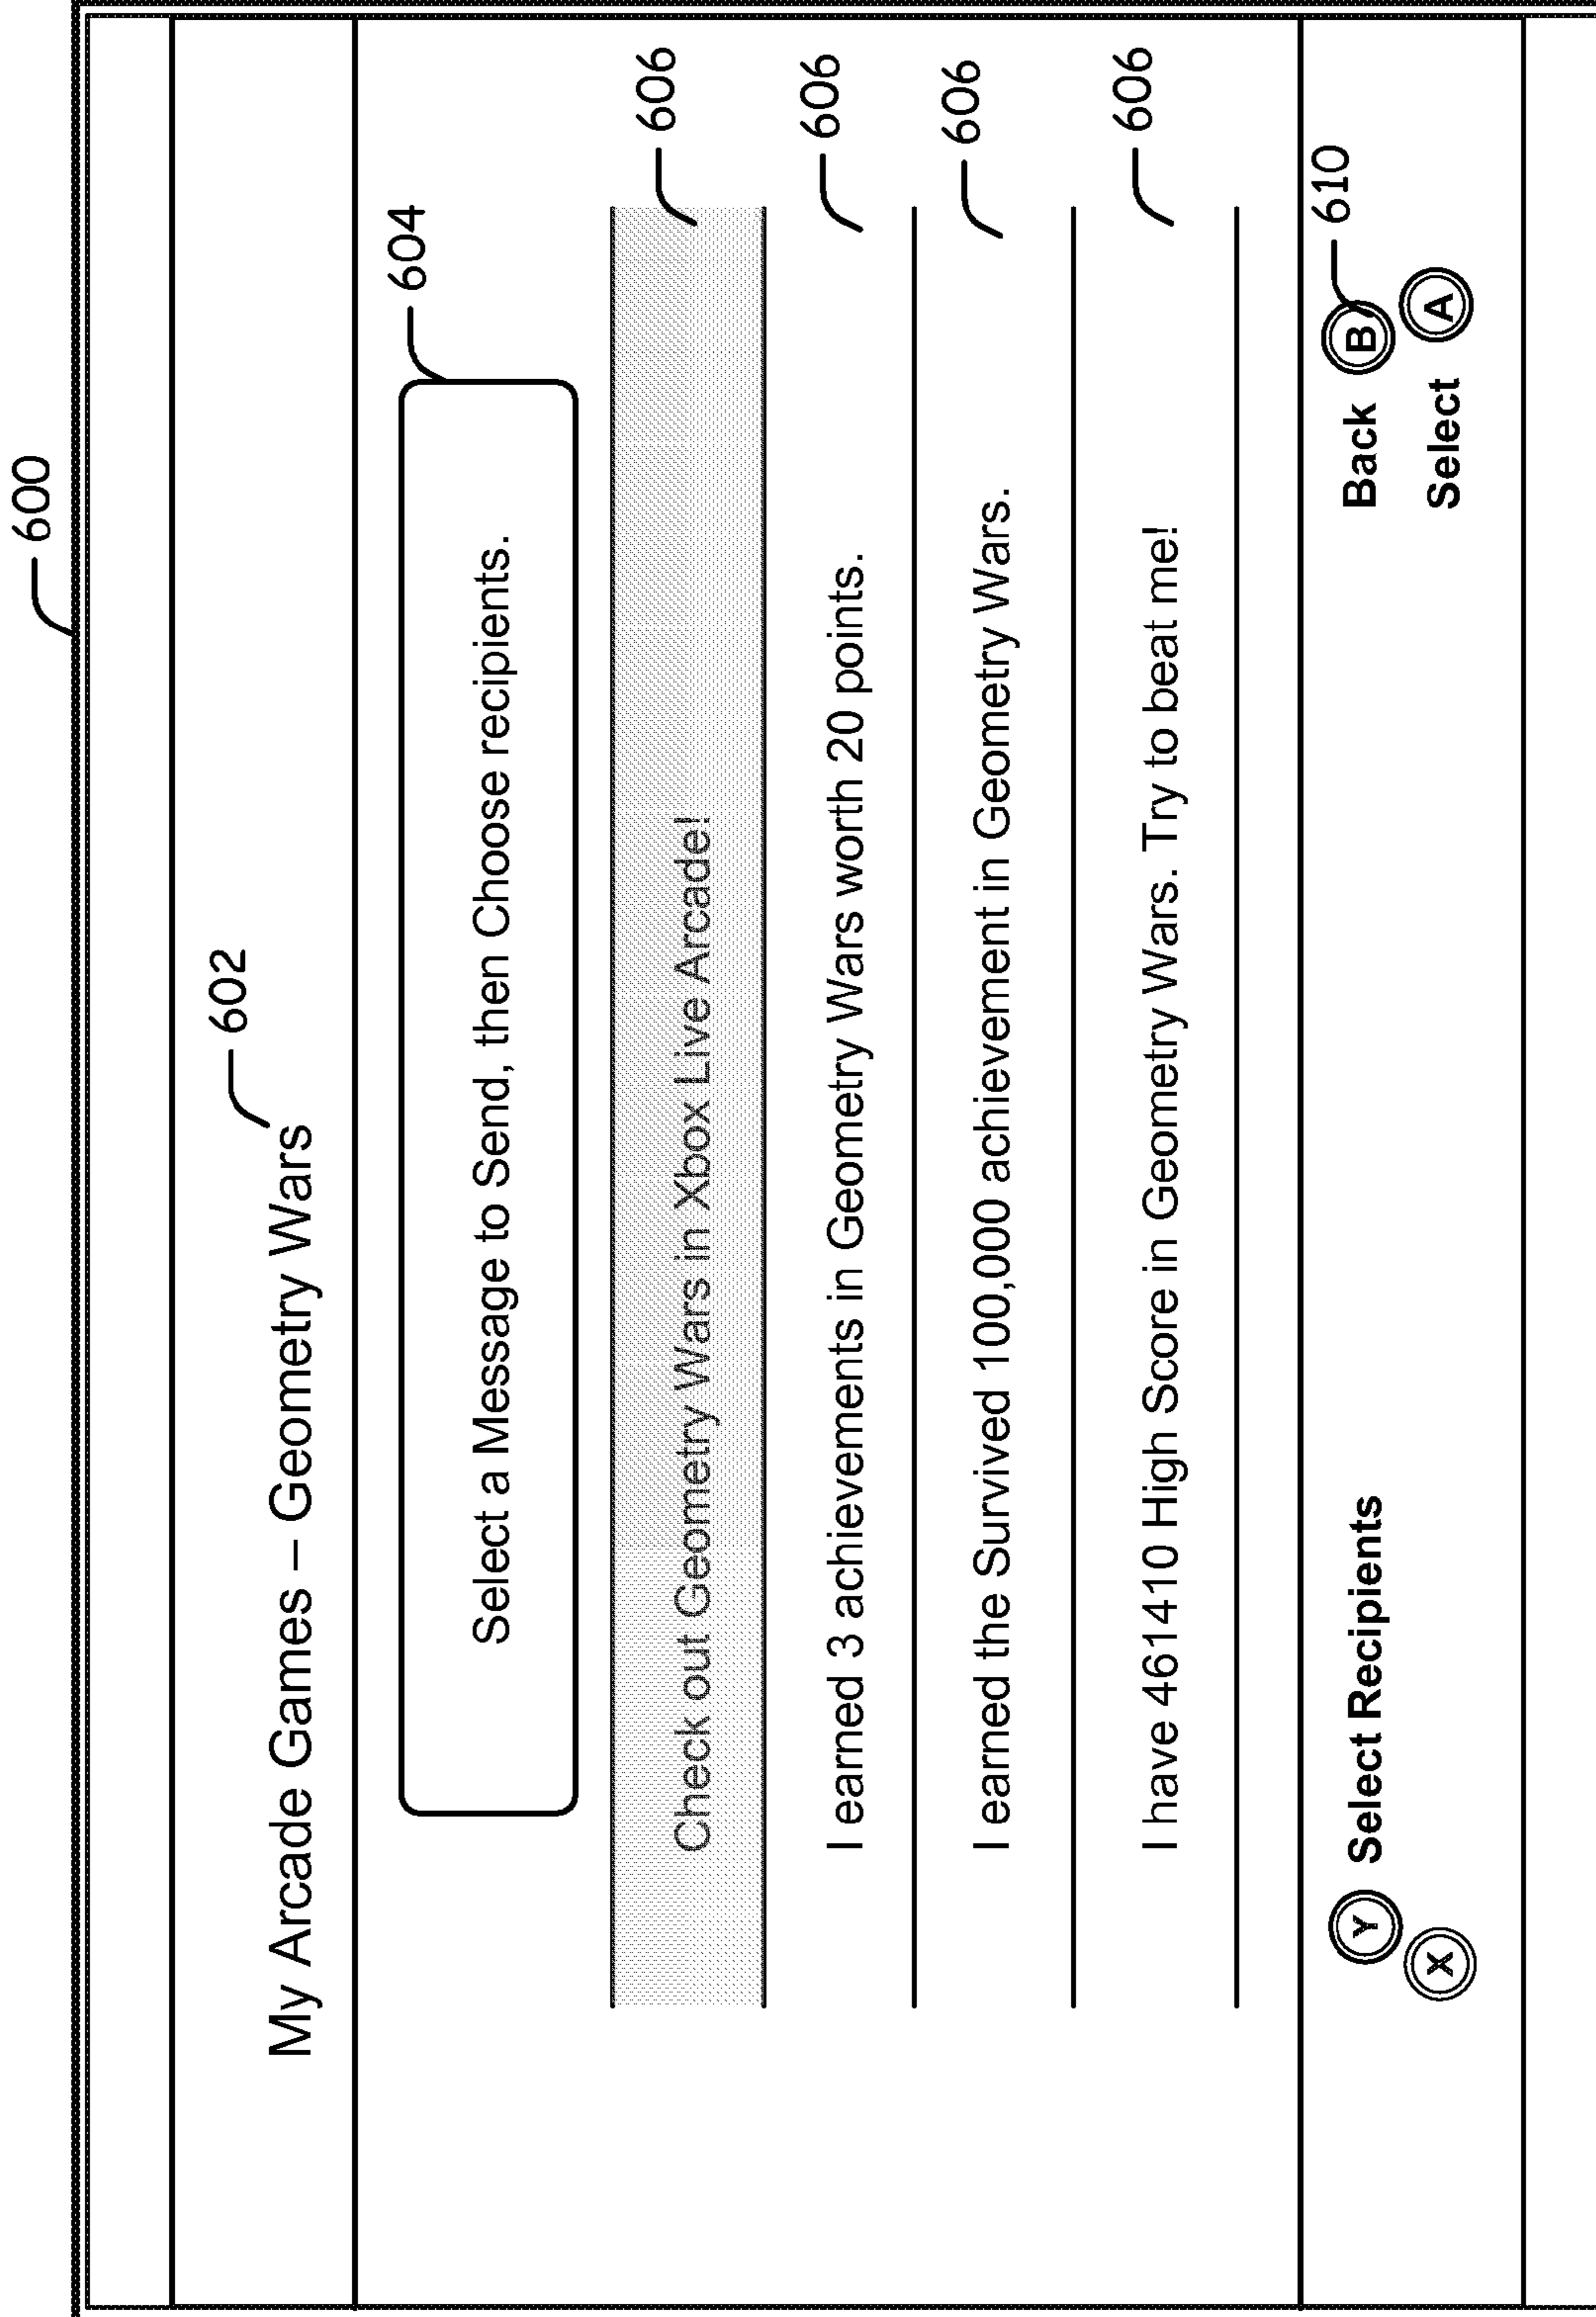 600
602
My Arcade Games – Geometry Wars
604
Select a Message to Send, then Choose recipients.
606
Check out Geometry Wars in Xbox Live Arcade!
606
I earned 3 achievements in Geometry Wars worth 20 points.
606
I earned the Survived 100,000 achievement in Geometry Wars.
606
I have 461410 High Score in Geometry Wars. Try to beat me!
610
Y Select Recipients
Back B
X
Select A